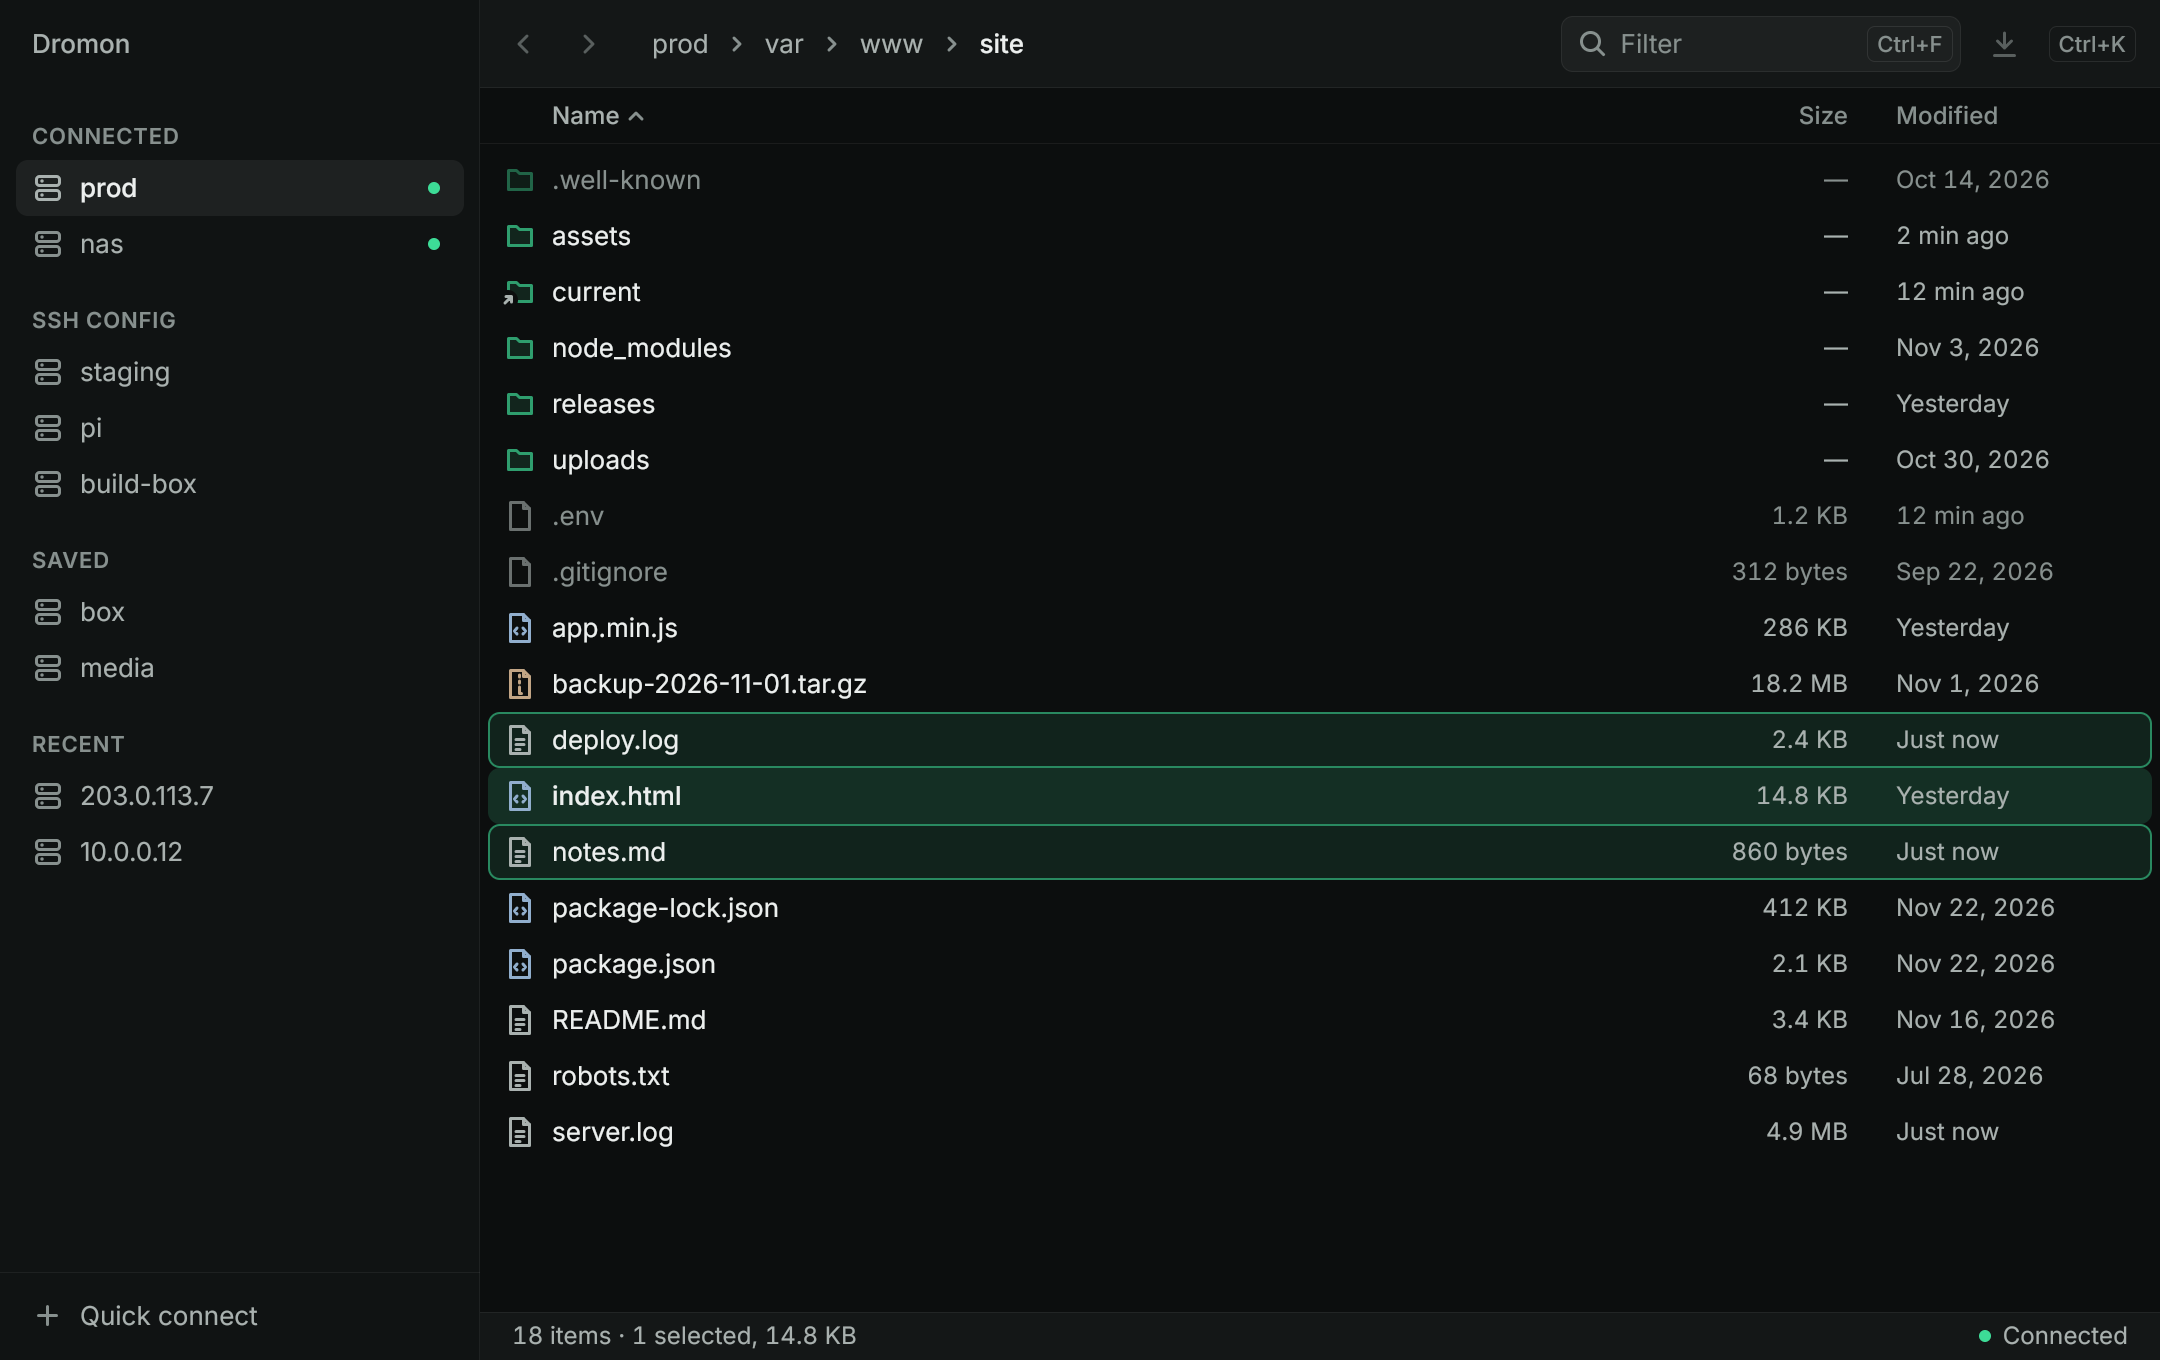 Dromon
CONNECTED
prod
nas
SSH CONFIG
staging
pi
build-box
SAVED
box
media
RECENT
203.0.113.7
10.0.0.12
Quick connect
prod var www site
Filter Ctrl+F Ctrl+K
Name Size Modified
.well-known — Oct 14, 2026
assets — 2 min ago
current — 12 min ago
node_modules — Nov 3, 2026
releases — Yesterday
uploads — Oct 30, 2026
.env 1.2 KB 12 min ago
.gitignore 312 bytes Sep 22, 2026
app.min.js 286 KB Yesterday
backup-2026-11-01.tar.gz 18.2 MB Nov 1, 2026
deploy.log 2.4 KB Just now
index.html 14.8 KB Yesterday
notes.md 860 bytes Just now
package-lock.json 412 KB Nov 22, 2026
package.json 2.1 KB Nov 22, 2026
README.md 3.4 KB Nov 16, 2026
robots.txt 68 bytes Jul 28, 2026
server.log 4.9 MB Just now
18 items · 1 selected, 14.8 KB Connected